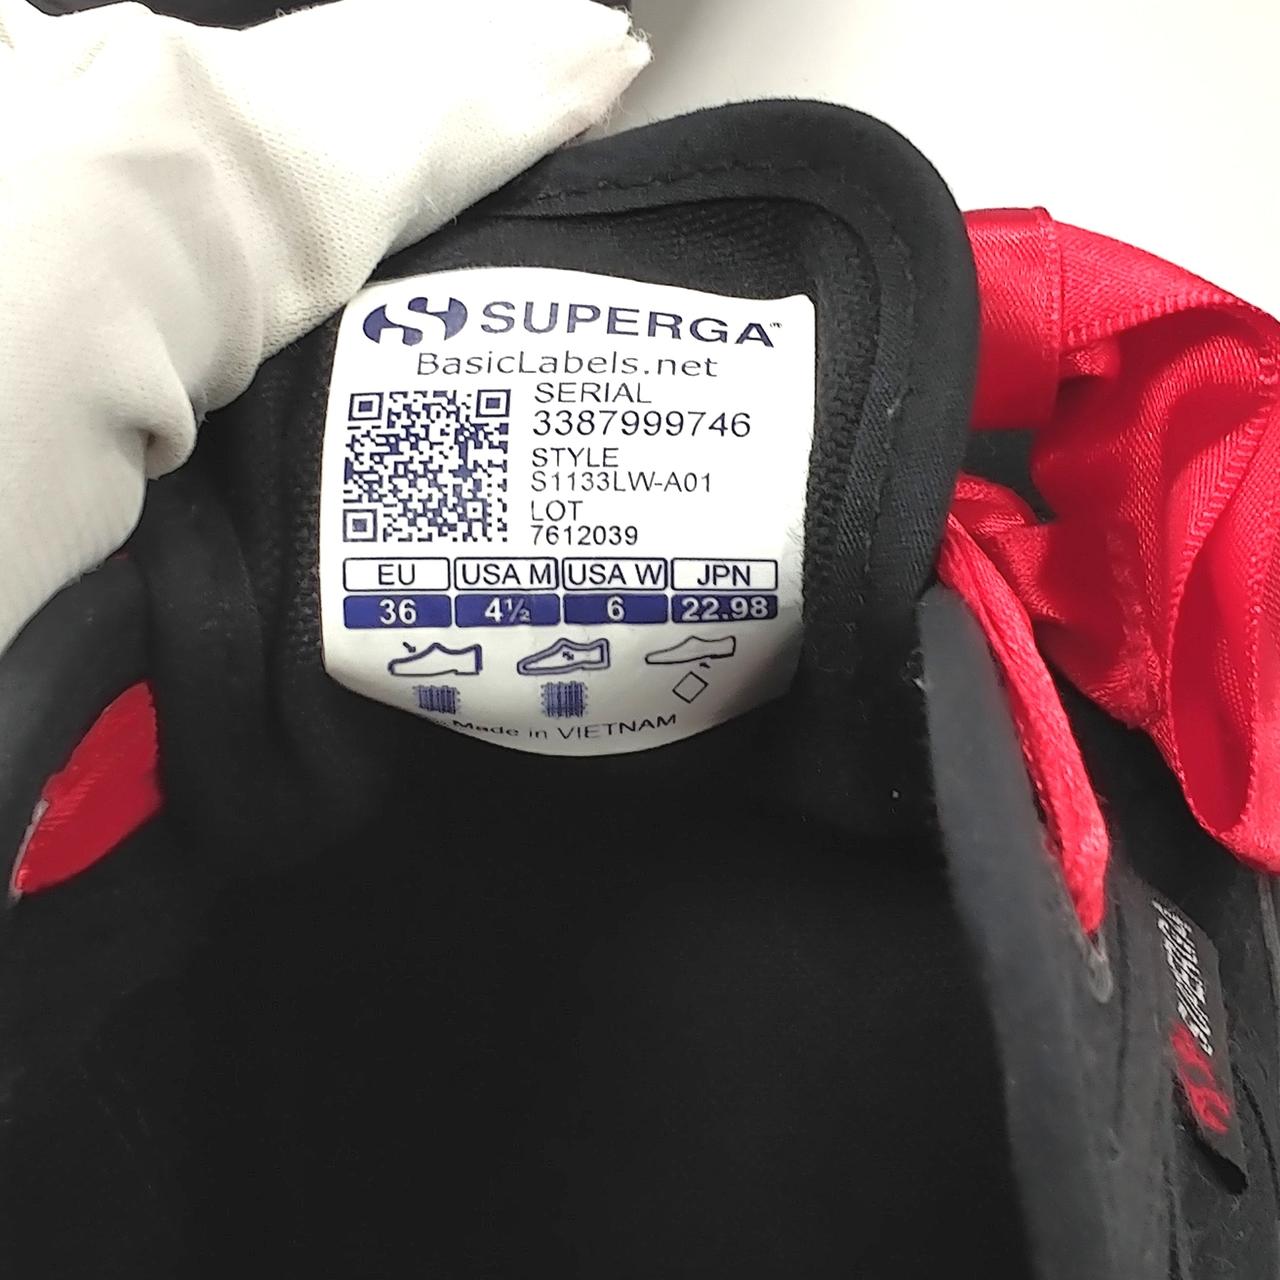 SUPERGA™
BasicLabels.net
SERIAL
3387999746
STYLE
S1133LW-A01
LOT
7612039
EU USA M USA W JPN
36 4½ 6 22.98
Made in VIETNAM
SUPERGA